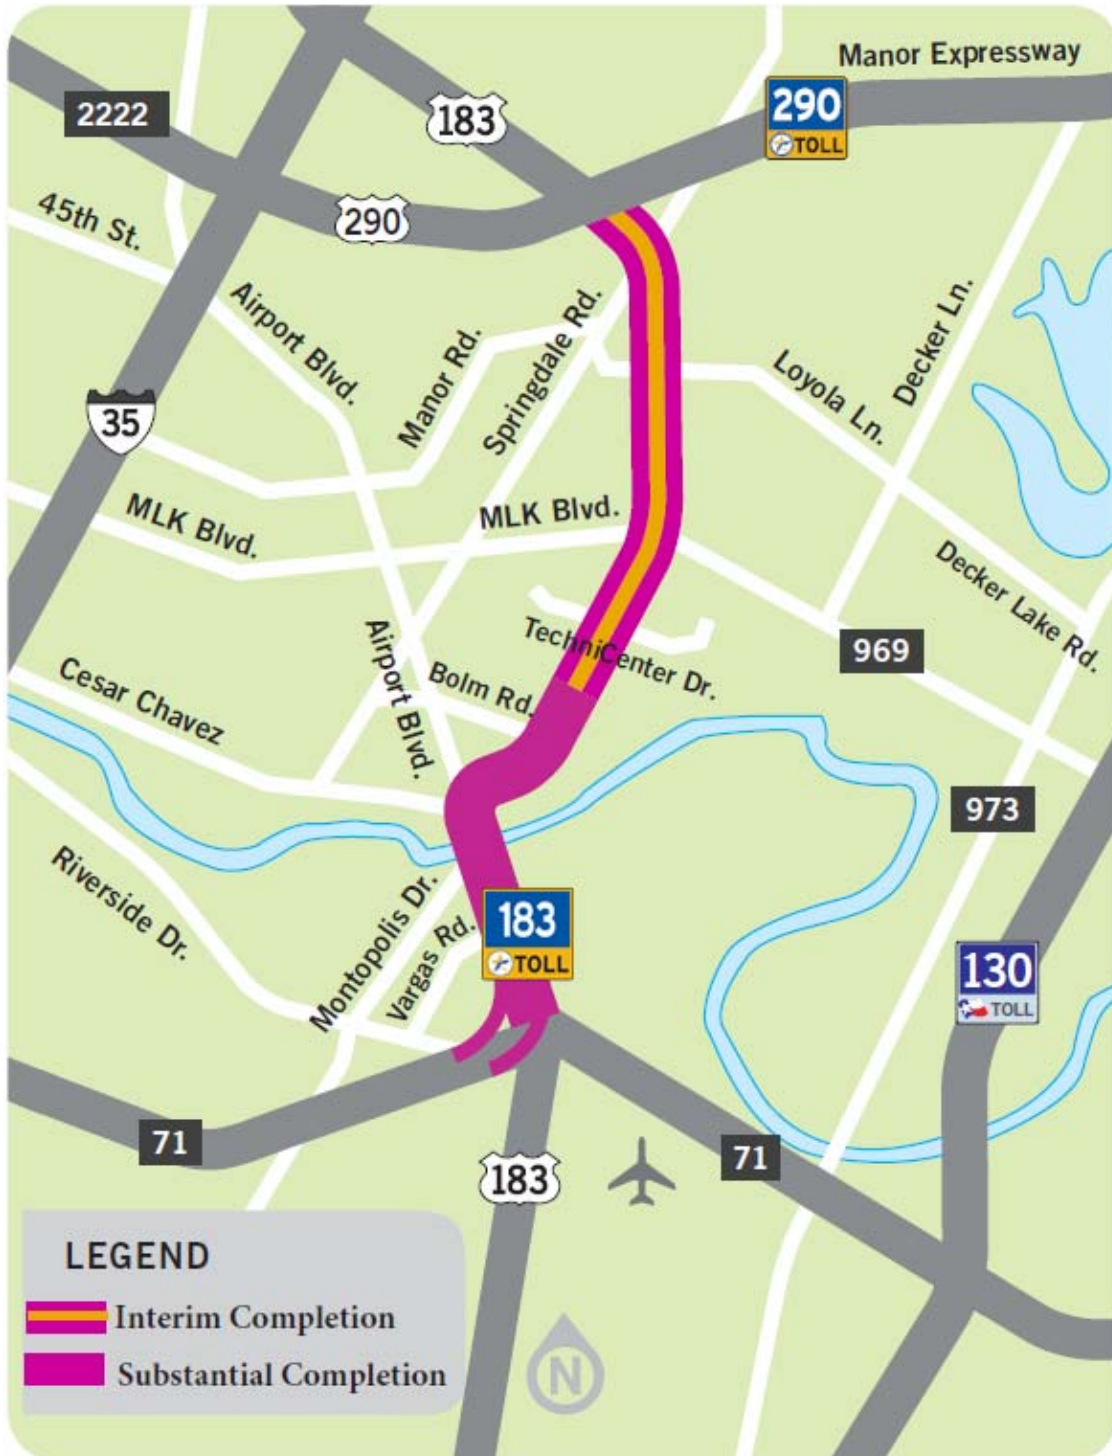 Manor Expressway
290
TOLL
2222
183
290
45th St.
Airport Blvd.
Manor Rd.
Springdale Rd.
Decker Ln.
Loyola Ln.
35
MLK Blvd.
MLK Blvd.
Decker Lake Rd.
TechniCenter Dr.
969
Airport Blvd.
Bolm Rd.
Cesar Chavez
973
Riverside Dr.
Montopolis Dr.
Vargas Rd.
183
TOLL
130
TOLL
71
71
183
LEGEND
Interim Completion
Substantial Completion
N